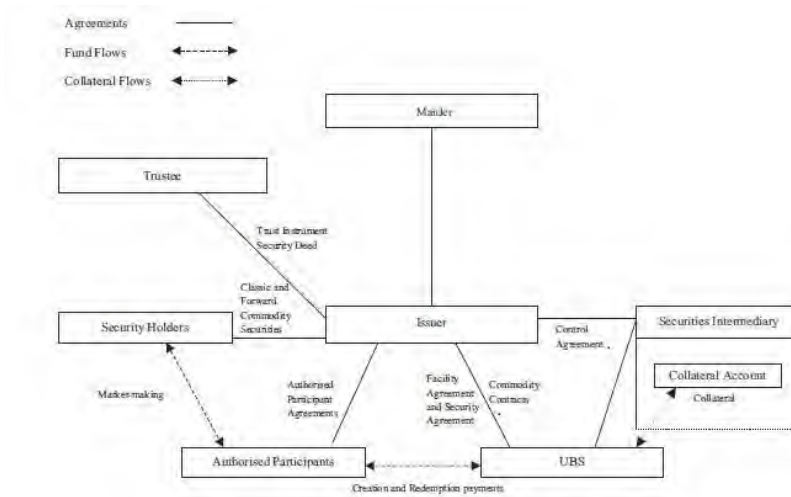 Agreements
Fund Flows
Collateral Flows
Trustee
Trust Instrument
Security Deed
Classic and
Forward
Commodity
Securities
Security Holders
Issuer
Securities Intermediary
Control
Agreement
Collateral Account
Collateral
Market-making
Authorised
Participant
Agreements
Facility
Agreement
and Security
Agreement
Commodity
Contracts
Authorised Participants
UBS
Creation and Redemption payments